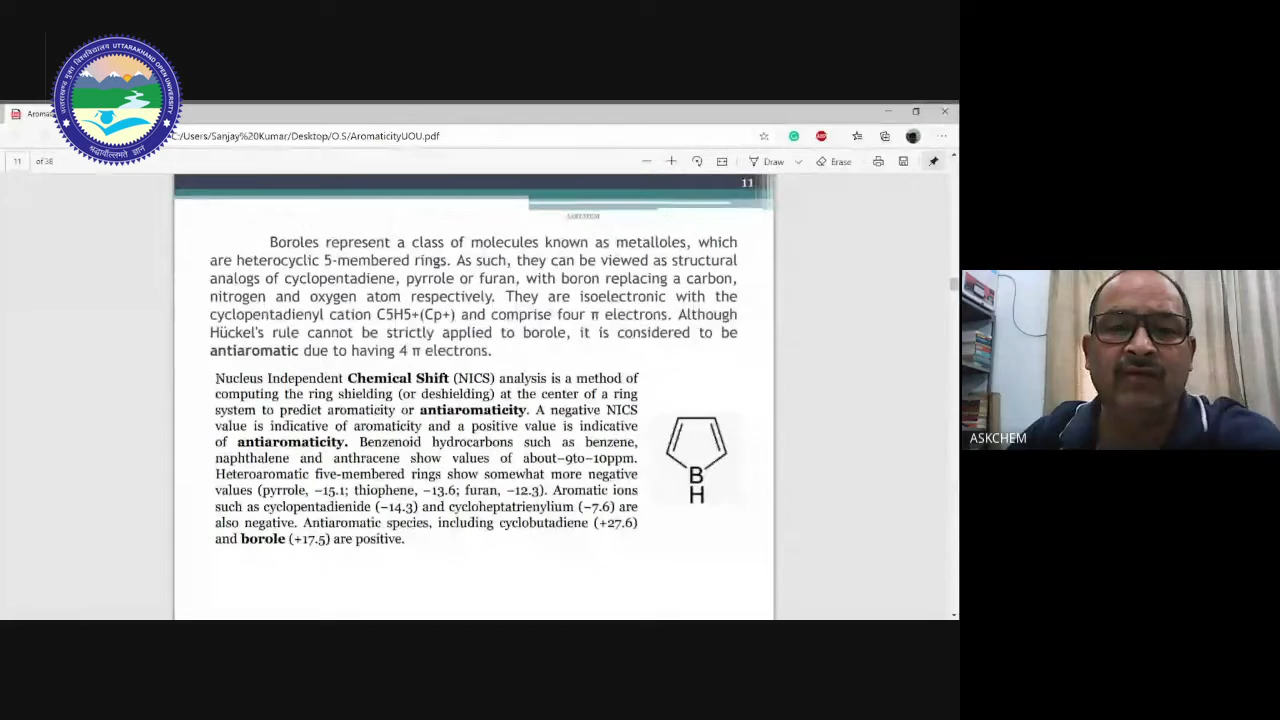 उत्तराखण्ड मुक्त विश्वविद्यालय UTTARAKHAND OPEN UNIVERSITY
C:/Users/Sanjay%20Kumar/Desktop/O.S/AromaticityUOU.pdf
11 of 38
Draw Erase
11
ASKCHEM
Boroles represent a class of molecules known as metalloles, which
are heterocyclic 5-membered rings. As such, they can be viewed as structural
analogs of cyclopentadiene, pyrrole or furan, with boron replacing a carbon,
nitrogen and oxygen atom respectively. They are isoelectronic with the
cyclopentadienyl cation C5H5+(Cp+) and comprise four π electrons. Although
Hückel's rule cannot be strictly applied to borole, it is considered to be
antiaromatic due to having 4 π electrons.
Nucleus Independent Chemical Shift (NICS) analysis is a method of
computing the ring shielding (or deshielding) at the center of a ring
system to predict aromaticity or antiaromaticity. A negative NICS
value is indicative of aromaticity and a positive value is indicative
of antiaromaticity. Benzenoid hydrocarbons such as benzene,
naphthalene and anthracene show values of about−9to−10ppm.
Heteroaromatic five-membered rings show somewhat more negative
values (pyrrole, −15.1; thiophene, −13.6; furan, −12.3). Aromatic ions
such as cyclopentadienide (−14.3) and cycloheptatrienylium (−7.6) are
also negative. Antiaromatic species, including cyclobutadiene (+27.6)
and borole (+17.5) are positive.
B
H
ASKCHEM